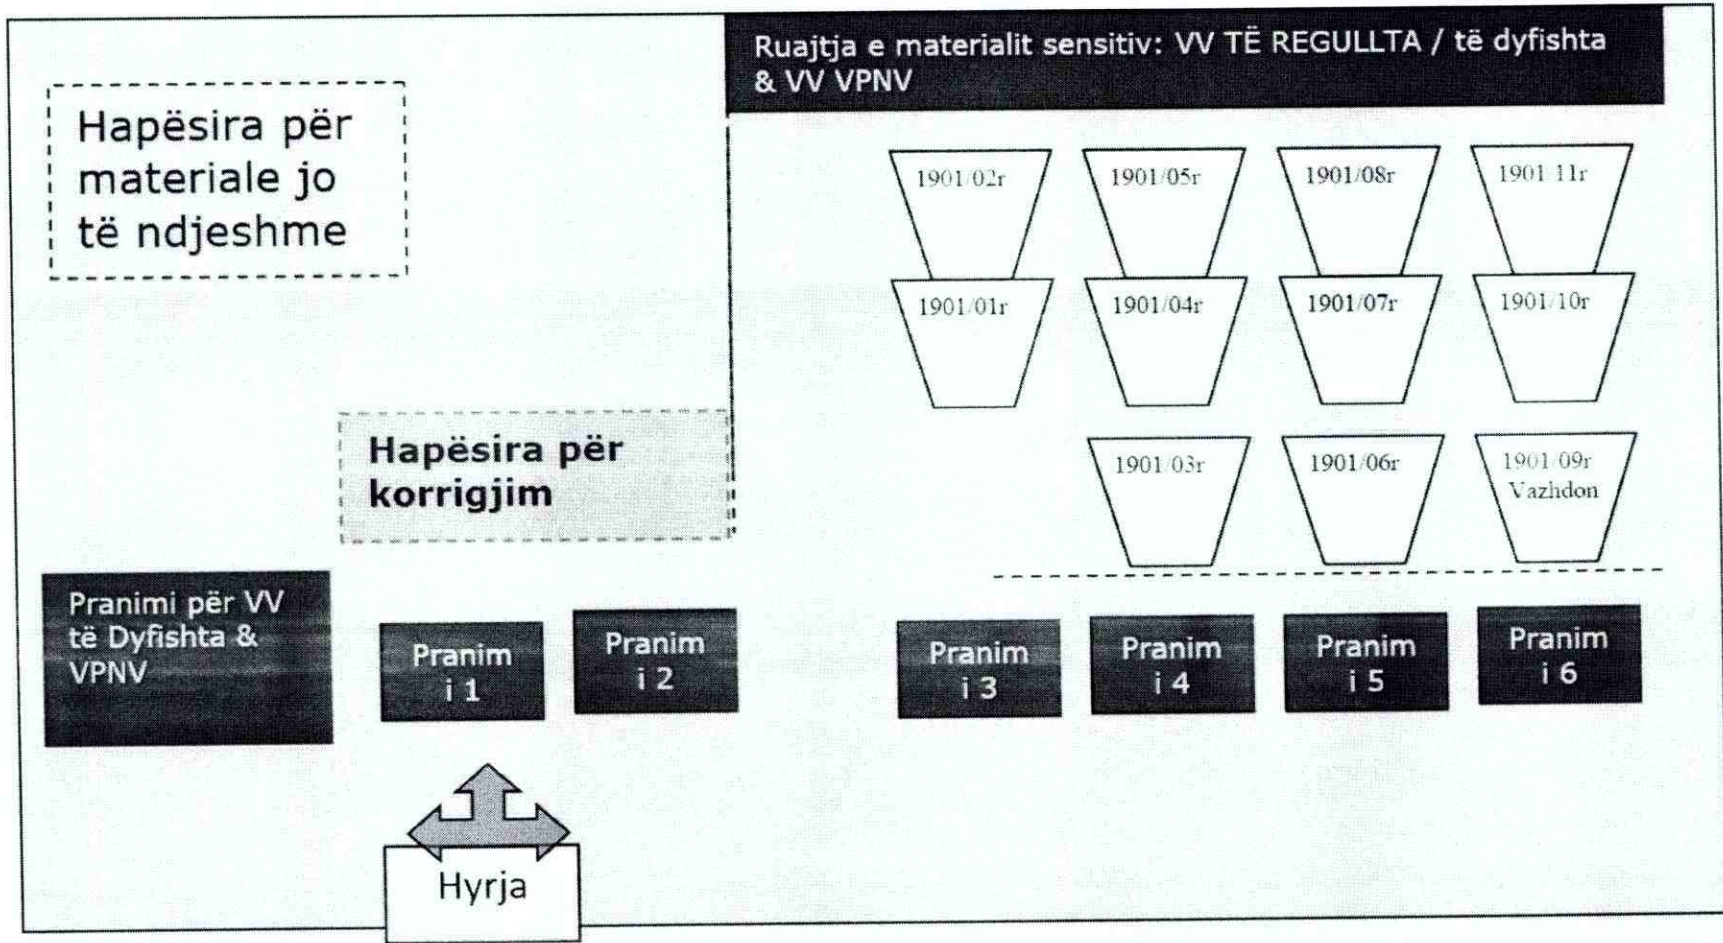 Ruajtja e materialit sensitiv: VV TË REGULLTA / të dyfishta
& VV VPNV
Hapësira për
materiale jo
të ndjeshme
1901/02r
1901/05r
1901/08r
1901/11r
1901/01r
1901/04r
1901/07r
1901/10r
Hapësira për
korrigjim
1901/03r
1901/06r
1901/09r
Vazhdon
Pranimi për VV
të Dyfishta &
VPNV
Pranim
i 1
Pranim
i 2
Pranim
i 3
Pranim
i 4
Pranim
i 5
Pranim
i 6
Hyrja